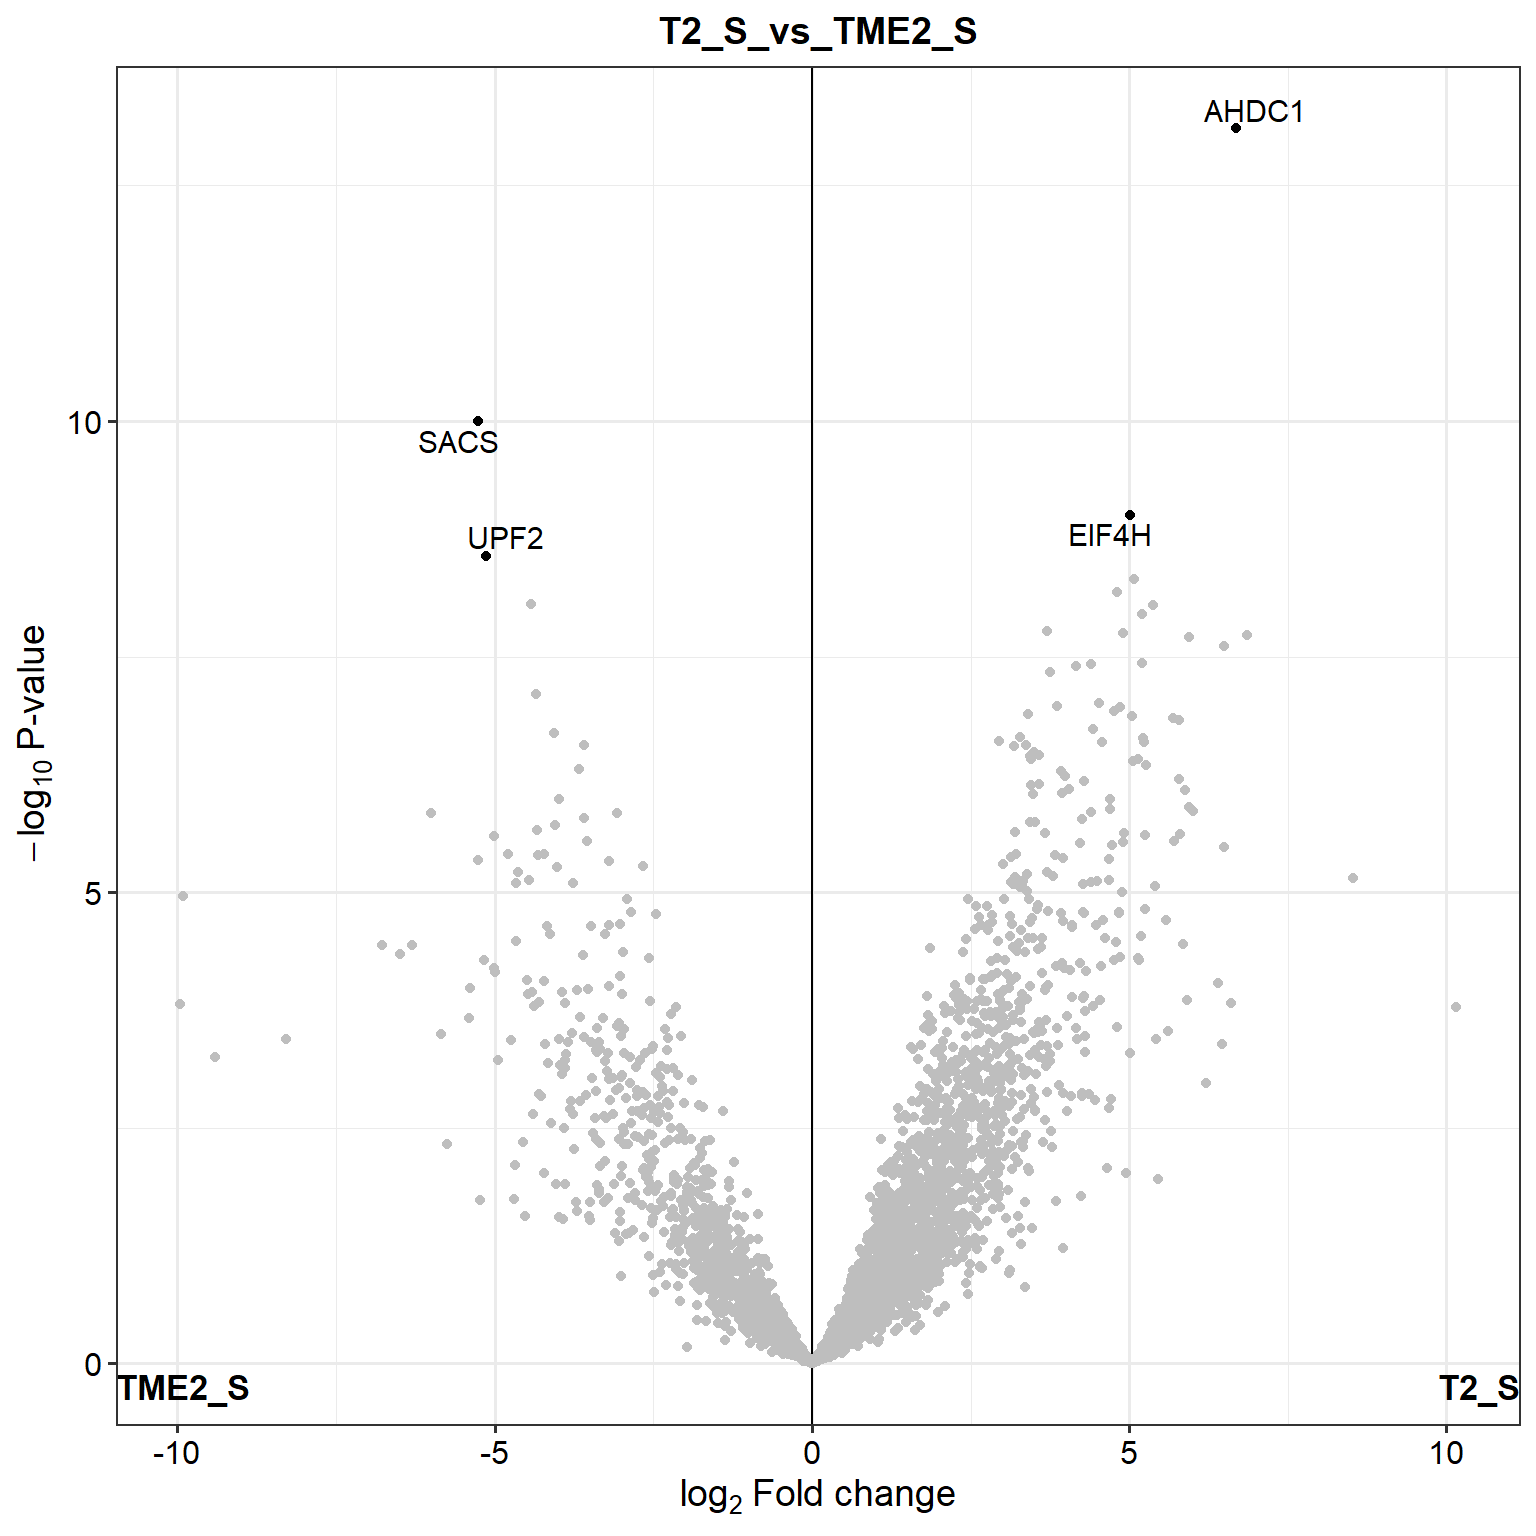 T2_S_vs_TME2_S
AHDC1
10
SACS
EIF4H
UPF2
−log10 P-value
5
0
TME2_S
T2_S
-10
-5
0
5
10
log2 Fold change